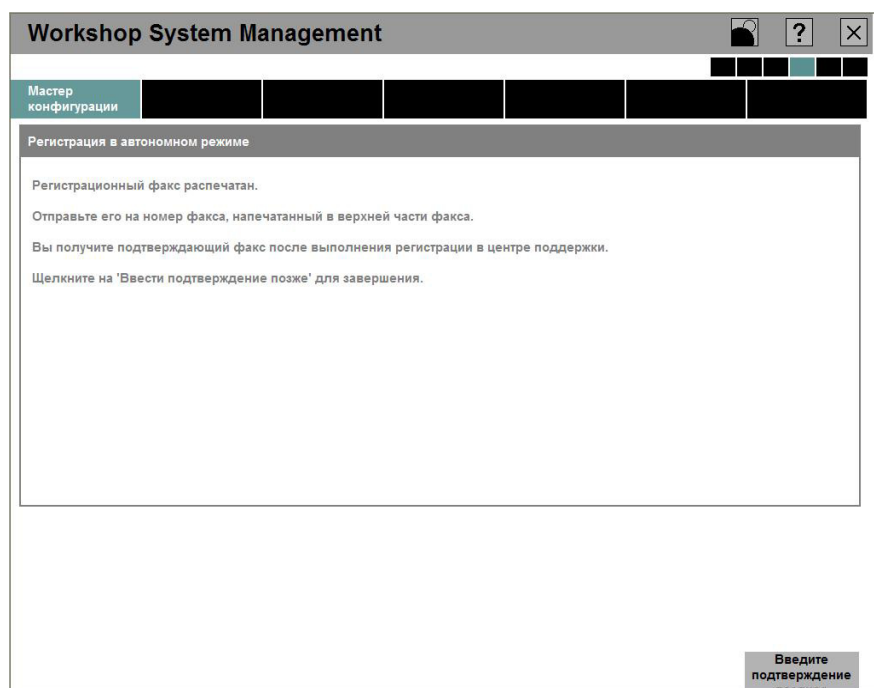 Workshop System Management
?
Мастер
конфигурации
Регистрация в автономном режиме
Регистрационный факс распечатан.
Отправьте его на номер факса, напечатанный в верхней части факса.
Вы получите подтверждающий факс после выполнения регистрации в центре поддержки.
Щелкните на 'Ввести подтверждение позже' для завершения.
Введите
подтверждение